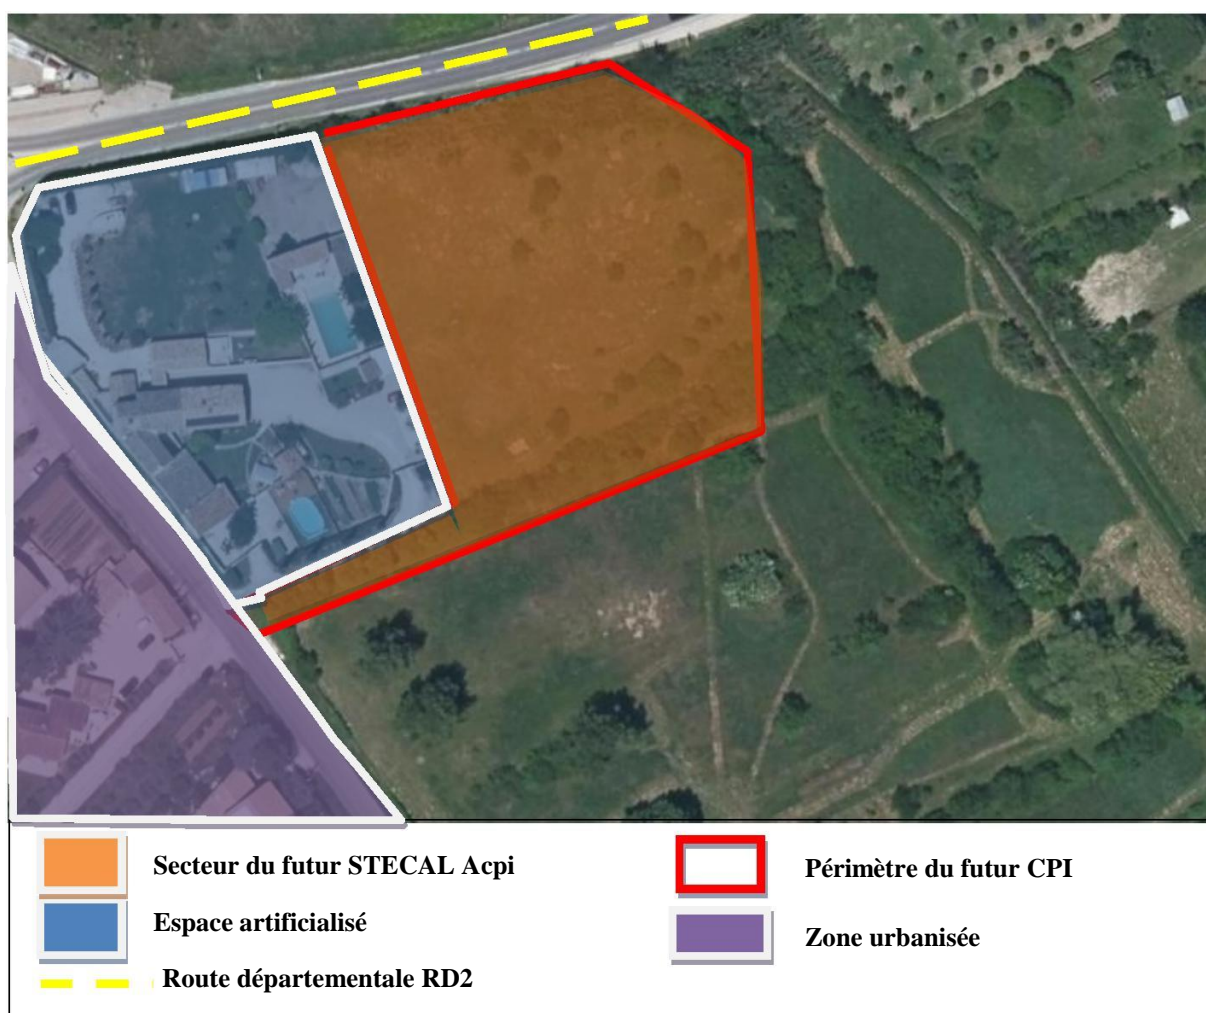 Secteur du futur STECAL Acpi
Périmètre du futur CPI
Espace artificialisé
Zone urbanisée
Route départementale RD2